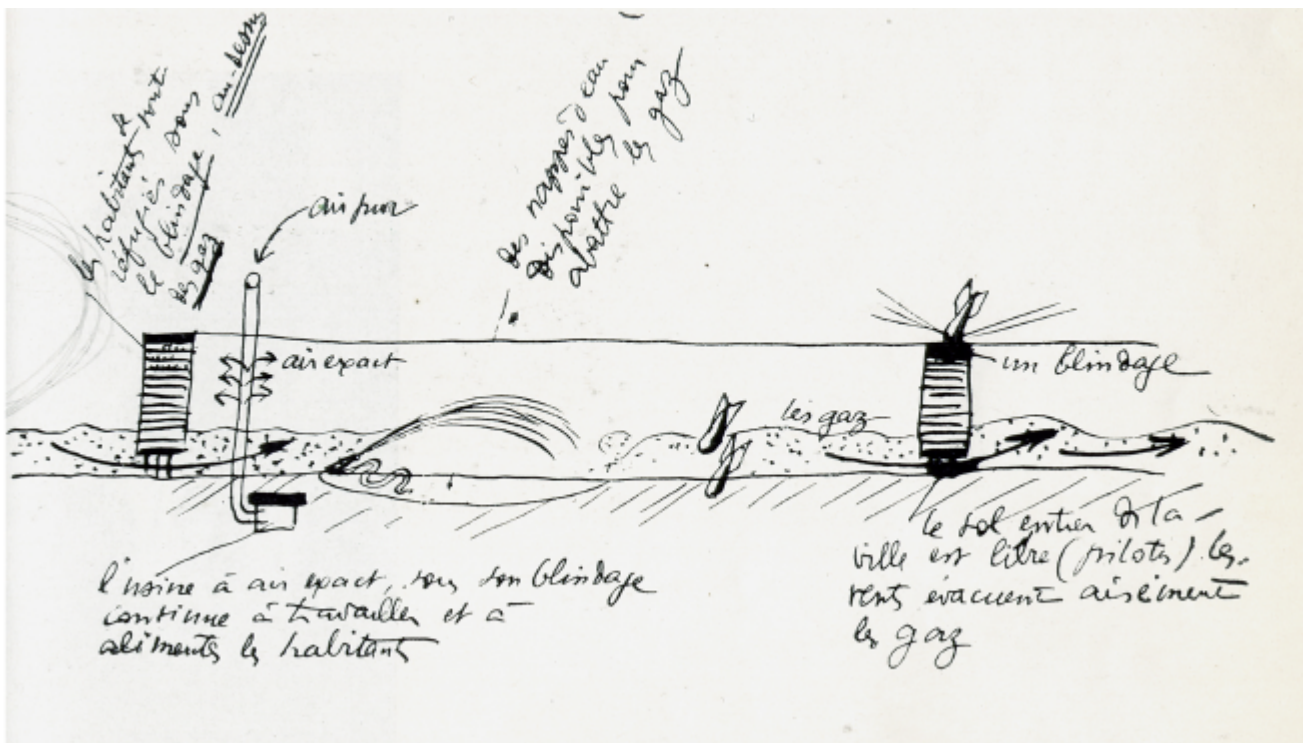 les habitants se sont
réfugiés sous
le blindage, au-dessus
des gaz
air pur
des nappes d'eau
disponibles pour
abattre les gaz
air exact
un blindage
les gaz
l'usine à air exact, sous son blindage
continue à travailler et à
alimenter les habitants
le sol entier de la
ville est libre (pilotis) les
vents évacuent aisément
les gaz